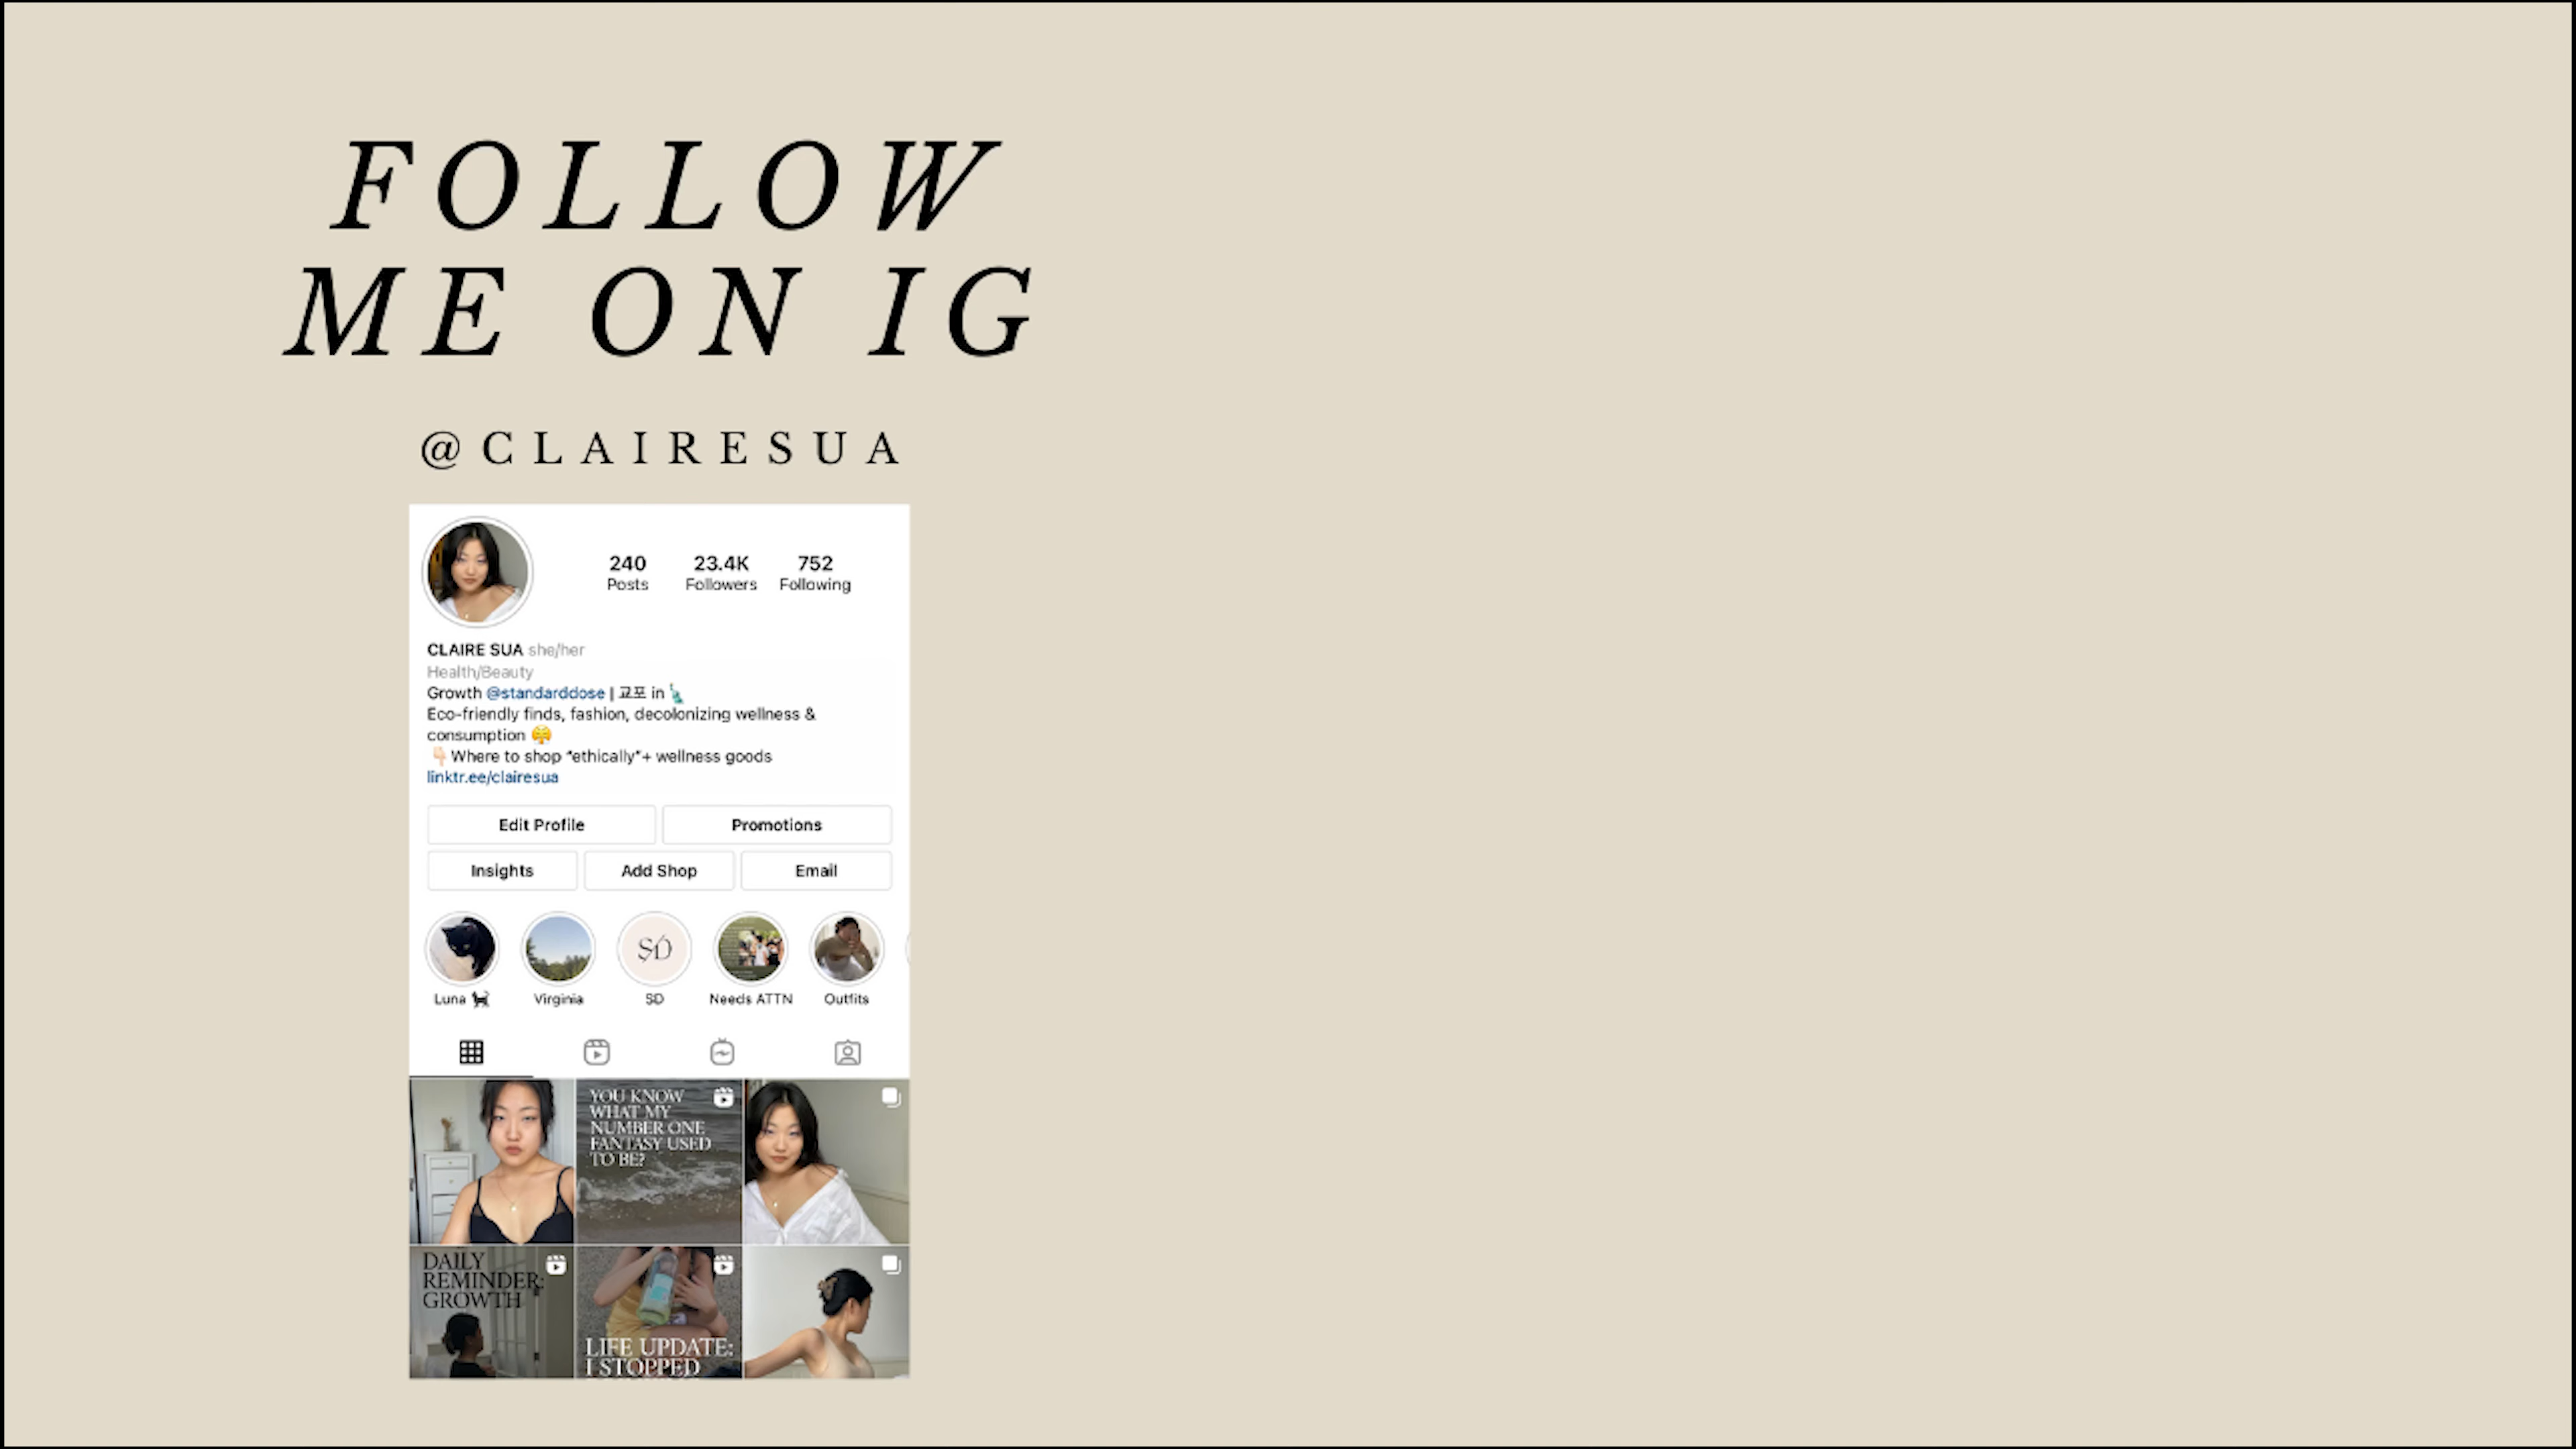 FOLLOW
ME ON IG
@CLAIRESUA
240 23.4K 752
Posts Followers Following
CLAIRE SUA she/her
Health/Beauty
Growth @standarddose | 교포 in 🗽
Eco-friendly finds, fashion, decolonizing wellness &
consumption 😤
👇🏻Where to shop "ethically"+ wellness goods
linktr.ee/clairesua
Edit Profile Promotions
Insights Add Shop Email
SD
Luna 🐈‍⬛ Virginia SD Needs ATTN Outfits
YOU KNOW
WHAT MY
NUMBER ONE
FANTASY USED
TO BE?
DAILY
REMINDER:
GROWTH
LIFE UPDATE:
I STOPPED